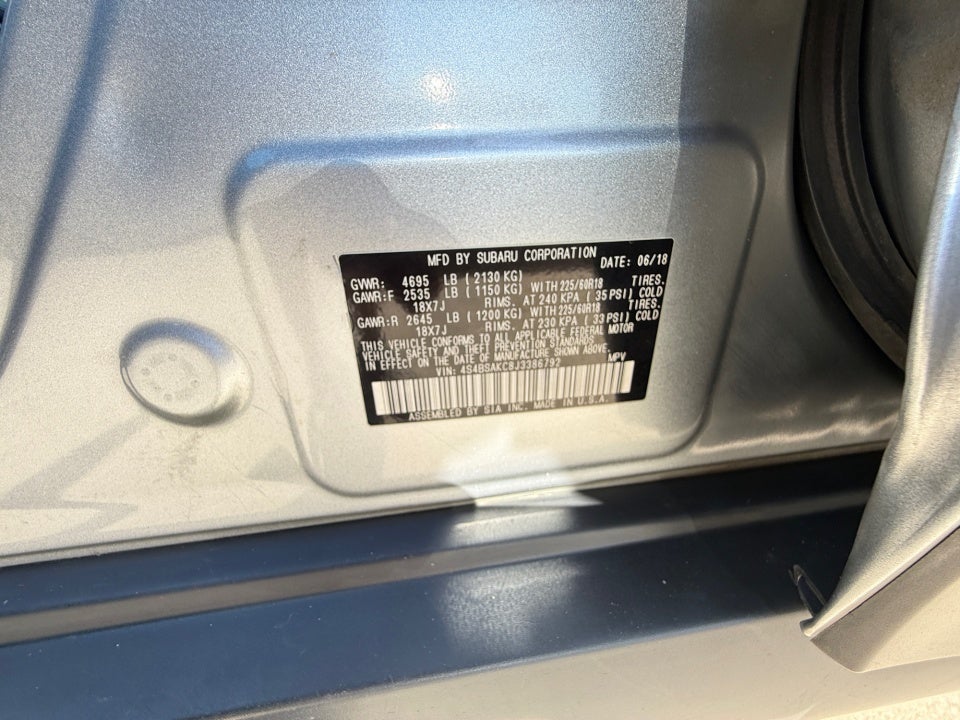 MFD BY SUBARU CORPORATION DATE: 06/18
GVWR: 4695 LB ( 2130 KG)
GAWR:F 2535 LB ( 1150 KG) WITH 225/60R18 TIRES.
18X7J RIMS. AT 240 KPA ( 35 PSI) COLD
GAWR:R 2645 LB ( 1200 KG) WITH 225/60R18 TIRES.
18X7J RIMS. AT 230 KPA ( 33 PSI) COLD
THIS VEHICLE CONFORMS TO ALL APPLICABLE FEDERAL MOTOR
VEHICLE SAFETY AND THEFT PREVENTION STANDARDS
IN EFFECT ON THE DATE OF MANUFACTURE SHOWN ABOVE.
VIN: 4S4BSAKC8J3386792 MPV
ASSEMBLED BY SIA INC. MADE IN U.S.A.